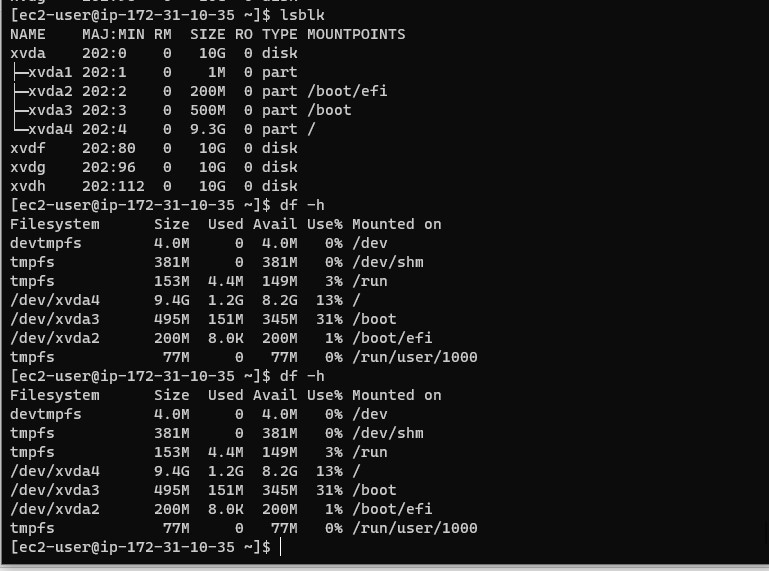 [ec2-user@ip-172-31-10-35 ~]$ lsblk
NAME    MAJ:MIN RM  SIZE RO TYPE MOUNTPOINTS
xvda    202:0    0   10G  0 disk
├─xvda1 202:1    0    1M  0 part
├─xvda2 202:2    0  200M  0 part /boot/efi
├─xvda3 202:3    0  500M  0 part /boot
└─xvda4 202:4    0  9.3G  0 part /
xvdf    202:80   0   10G  0 disk
xvdg    202:96   0   10G  0 disk
xvdh    202:112  0   10G  0 disk
[ec2-user@ip-172-31-10-35 ~]$ df -h
Filesystem      Size  Used Avail Use% Mounted on
devtmpfs        4.0M     0  4.0M   0% /dev
tmpfs           381M     0  381M   0% /dev/shm
tmpfs           153M  4.4M  149M   3% /run
/dev/xvda4      9.4G  1.2G  8.2G  13% /
/dev/xvda3      495M  151M  345M  31% /boot
/dev/xvda2      200M  8.0K  200M   1% /boot/efi
tmpfs            77M     0   77M   0% /run/user/1000
[ec2-user@ip-172-31-10-35 ~]$ df -h
Filesystem      Size  Used Avail Use% Mounted on
devtmpfs        4.0M     0  4.0M   0% /dev
tmpfs           381M     0  381M   0% /dev/shm
tmpfs           153M  4.4M  149M   3% /run
/dev/xvda4      9.4G  1.2G  8.2G  13% /
/dev/xvda3      495M  151M  345M  31% /boot
/dev/xvda2      200M  8.0K  200M   1% /boot/efi
tmpfs            77M     0   77M   0% /run/user/1000
[ec2-user@ip-172-31-10-35 ~]$